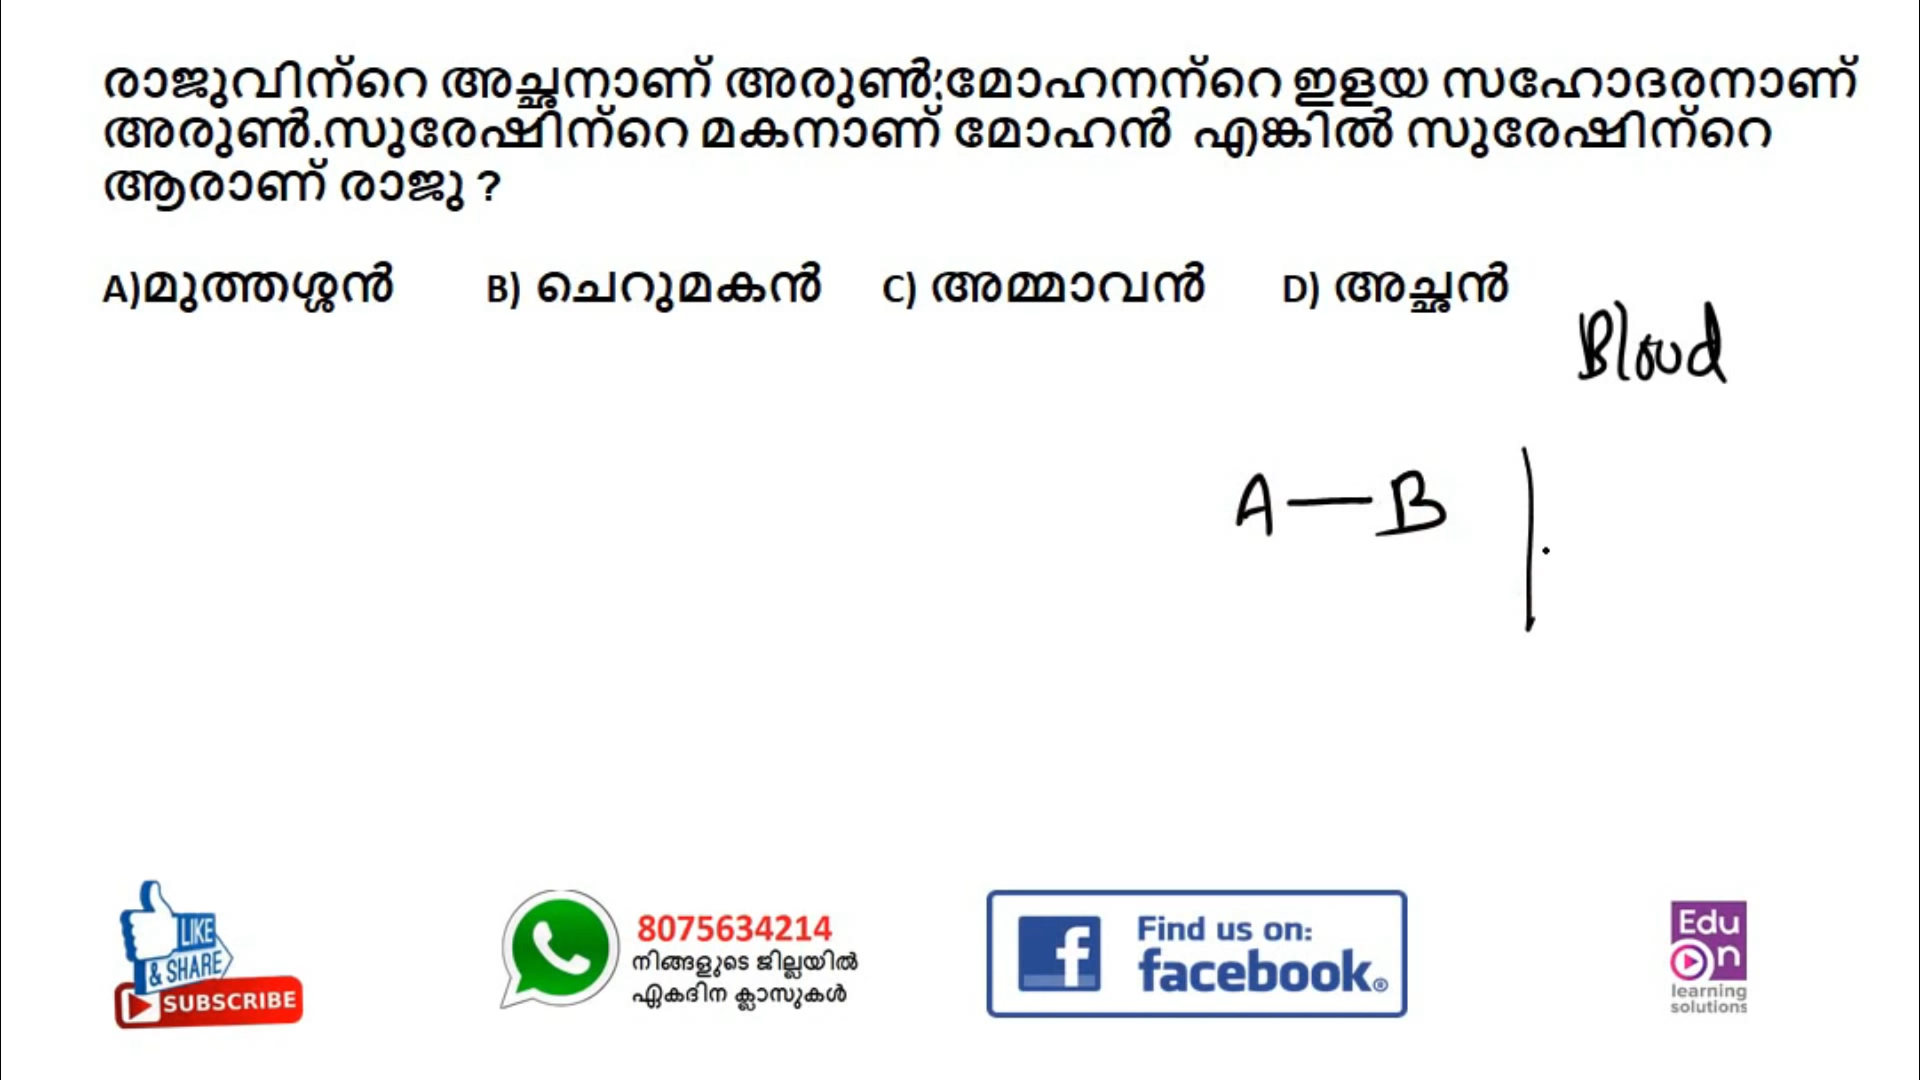 രാജുവിന്റെ അച്ഛനാണ് അരുൺ;മോഹനന്റെ ഇളയ സഹോദരനാണ്
അരുൺ.സുരേഷിന്റെ മകനാണ് മോഹൻ എങ്കിൽ സുരേഷിന്റെ
ആരാണ് രാജു ?
A)മുത്തശ്ശൻ B) ചെറുമകൻ C) അമ്മാവൻ D) അച്ഛൻ
Blood
A — B
LIKE
& SHARE
SUBSCRIBE
8075634214
നിങ്ങളുടെ ജില്ലയിൽ
ഏകദിന ക്ലാസുകൾ
Find us on:
facebook®
Edu
On
learning
solutions